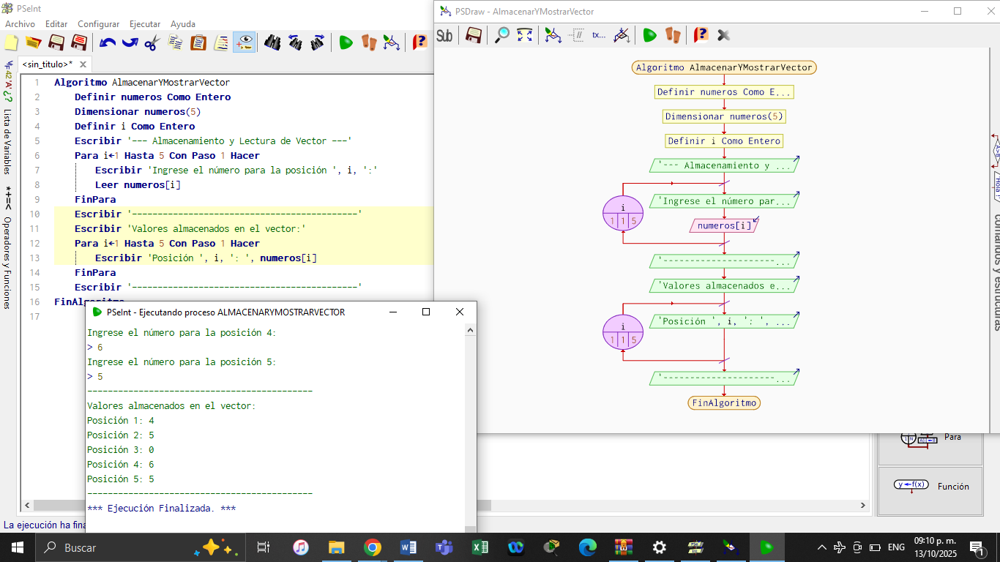 PSeInt
Archivo Editar Configurar Ejecutar Ayuda
<sin_titulo>* X
42 'A' ¿?
Lista de Variables
*+=<
Operadores y Funciones
1 Algoritmo AlmacenarYMostrarVector
2 Definir numeros Como Entero
3 Dimensionar numeros(5)
4 Definir i Como Entero
5 Escribir '--- Almacenamiento y Lectura de Vector ---'
6 Para i←1 Hasta 5 Con Paso 1 Hacer
7 Escribir 'Ingrese el número para la posición ', i, ':'
8 Leer numeros[i]
9 FinPara
10 Escribir '--------------------------------------------'
11 Escribir 'Valores almacenados en el vector:'
12 Para i←1 Hasta 5 Con Paso 1 Hacer
13 Escribir 'Posición ', i, ': ', numeros[i]
14 FinPara
15 Escribir '--------------------------------------------'
16 FinAlgoritmo
17
PSeInt - Ejecutando proceso ALMACENARYMOSTRARVECTOR
Ingrese el número para la posición 4:
> 6
Ingrese el número para la posición 5:
> 5
--------------------------------------------
Valores almacenados en el vector:
Posición 1: 4
Posición 2: 5
Posición 3: 0
Posición 4: 6
Posición 5: 5
--------------------------------------------
*** Ejecución Finalizada. ***
La ejecución ha fina
PSDraw - AlmacenarYMostrarVector
Sub // tx...
Algoritmo AlmacenarYMostrarVector
Definir numeros Como E...
Dimensionar numeros(5)
Definir i Como Entero
'--- Almacenamiento y ...
i
1 1 5
'Ingrese el número par...
numeros[i]
'---------------------...
'Valores almacenados e...
i
1 1 5
'Posición ', i, ': ', ...
'---------------------...
FinAlgoritmo
A>B
'Hola !'
Comandos y estructuras
Para
y←f(x) Función
Buscar
ENG
09:10 p. m.
13/10/2025
1